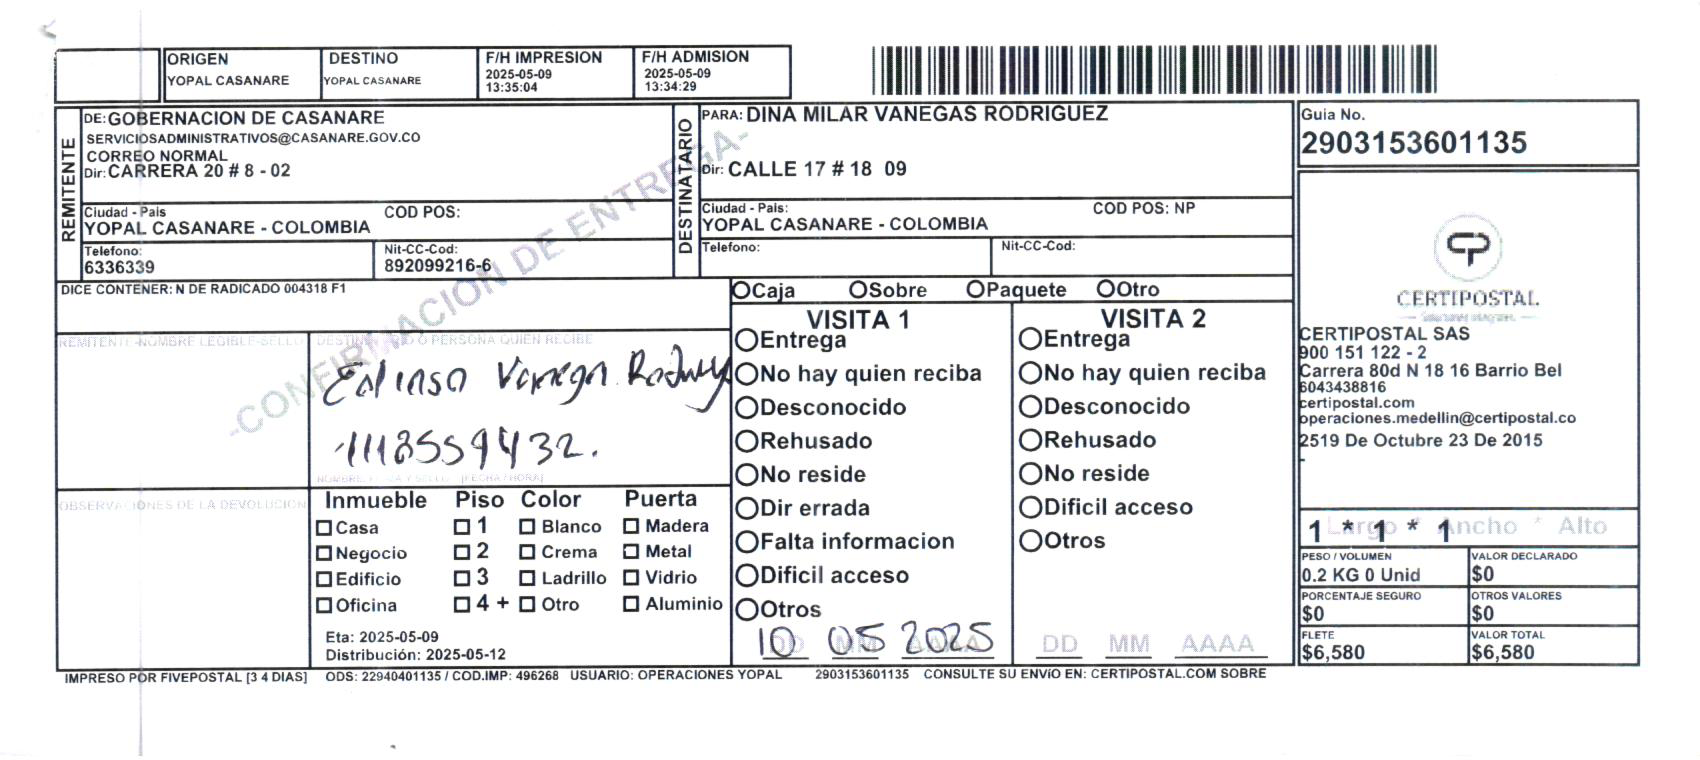 ORIGEN
YOPAL CASANARE
DESTINO
YOPAL CASANARE
F/H IMPRESION
2025-05-09
13:35:04
F/H ADMISION
2025-05-09
13:34:29
REMITENTE
DE: GOBERNACION DE CASANARE
SERVICIOSADMINISTRATIVOS@CASANARE.GOV.CO
CORREO NORMAL
Dir: CARRERA 20 # 8 - 02
Ciudad - Pais COD POS:
YOPAL CASANARE - COLOMBIA
Telefono:
6336339
Nit-CC-Cod:
892099216-6
DESTINATARIO
PARA: DINA MILAR VANEGAS RODRIGUEZ
Dir: CALLE 17 # 18 09
Ciudad - Pais: COD POS: NP
YOPAL CASANARE - COLOMBIA
Telefono:
Nit-CC-Cod:
Guia No.
2903153601135
-CONFIRMACION DE ENTREGA-
DICE CONTENER: N DE RADICADO 004318 F1
REMITENTE-NOMBRE LEGIBLE-SELLO
O PERSONA QUIEN RECIBE
Vanega
1118559432.
OBSERVACIONES DE LA DEVOLUCION
Inmueble Piso Color Puerta
Casa 1 Blanco Madera
Negocio 2 Crema Metal
Edificio 3 Ladrillo Vidrio
Oficina 4 + Otro Aluminio
Eta: 2025-05-09
Distribución: 2025-05-12
Caja Sobre Paquete Otro
VISITA 1
Entrega
No hay quien reciba
Desconocido
Rehusado
No reside
Dir errada
Falta informacion
Dificil acceso
Otros
10 05 2025
DD MM AAAA
VISITA 2
Entrega
No hay quien reciba
Desconocido
Rehusado
No reside
Dificil acceso
Otros
DD MM AAAA
CERTIPOSTAL
CERTIPOSTAL SAS
900 151 122 - 2
Carrera 80d N 18 16 Barrio Bel
6043438816
certipostal.com
operaciones.medellin@certipostal.co
2519 De Octubre 23 De 2015
-
1 * 1 * 1
Largo * Ancho * Alto
PESO / VOLUMEN
0.2 KG 0 Unid
VALOR DECLARADO
$0
PORCENTAJE SEGURO
$0
OTROS VALORES
$0
FLETE
$6,580
VALOR TOTAL
$6,580
IMPRESO POR FIVEPOSTAL [3 4 DIAS] ODS: 22940401135 / COD.IMP: 496268 USUARIO: OPERACIONES YOPAL 2903153601135 CONSULTE SU ENVíO EN: CERTIPOSTAL.COM SOBRE